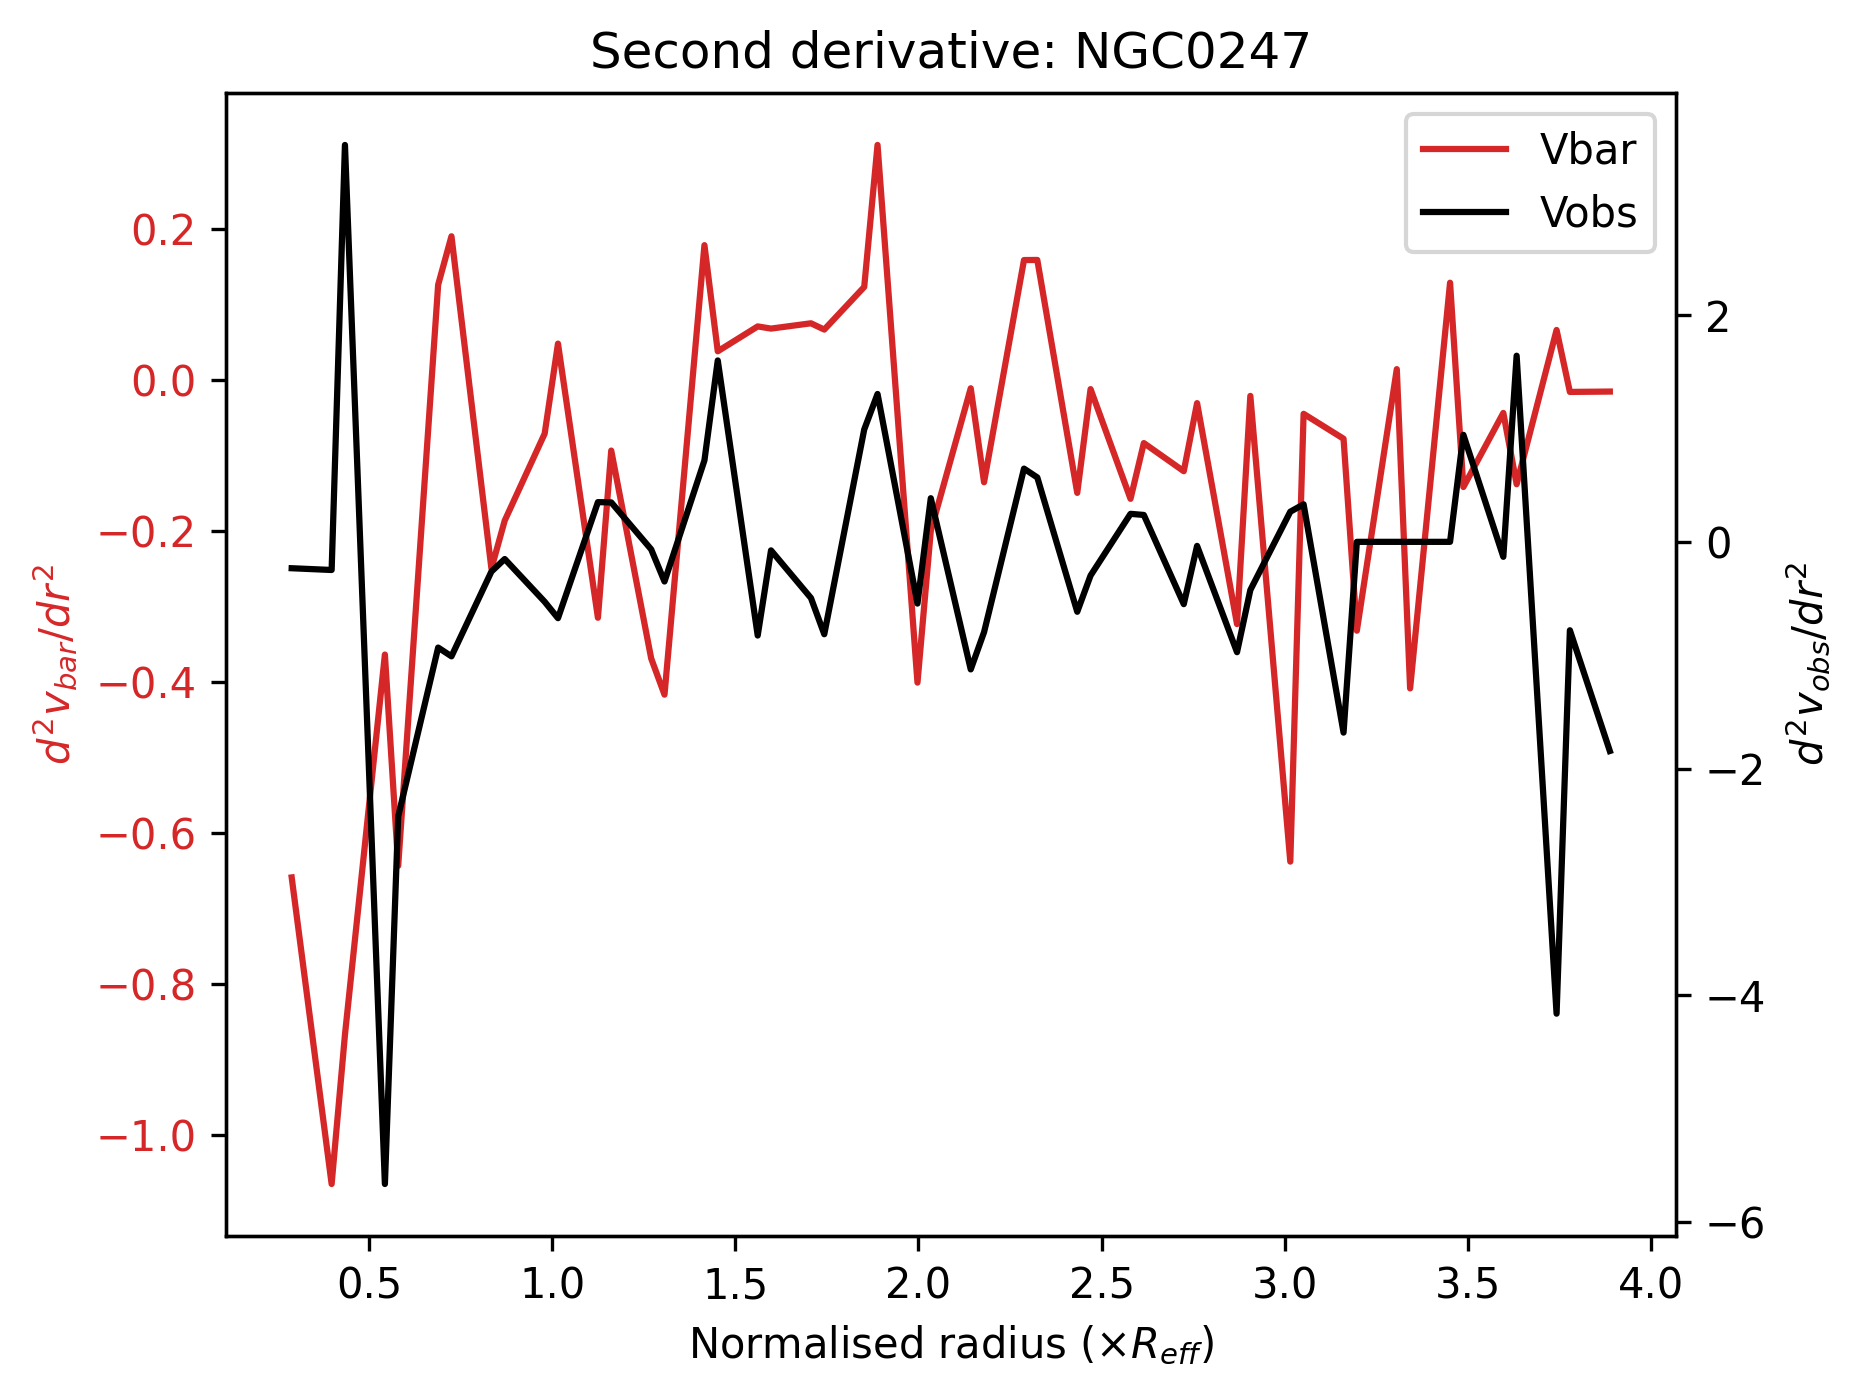 Second derivative: NGC0247
Vbar
Vobs
0.2
0.0
−0.2
−0.4
−0.6
−0.8
−1.0
d²v_bar/dr²
2
0
−2
−4
−6
d²v_obs/dr²
0.5 1.0 1.5 2.0 2.5 3.0 3.5 4.0
Normalised radius (×R_eff)